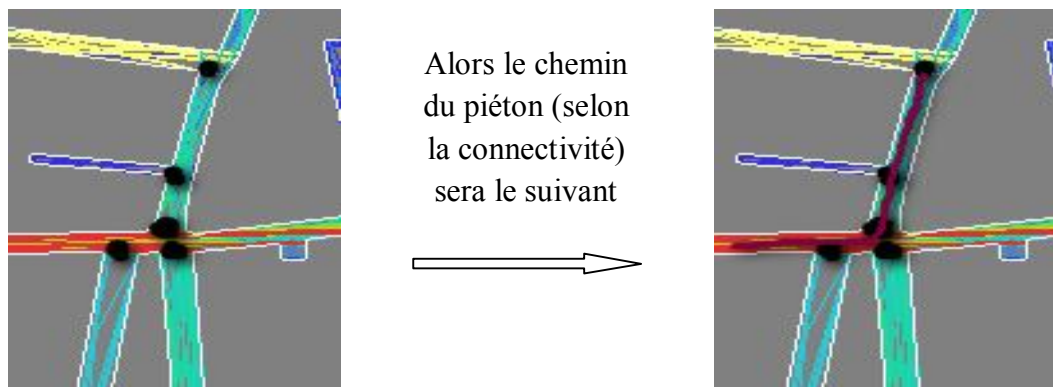 Alors le chemin
du piéton (selon
la connectivité)
sera le suivant